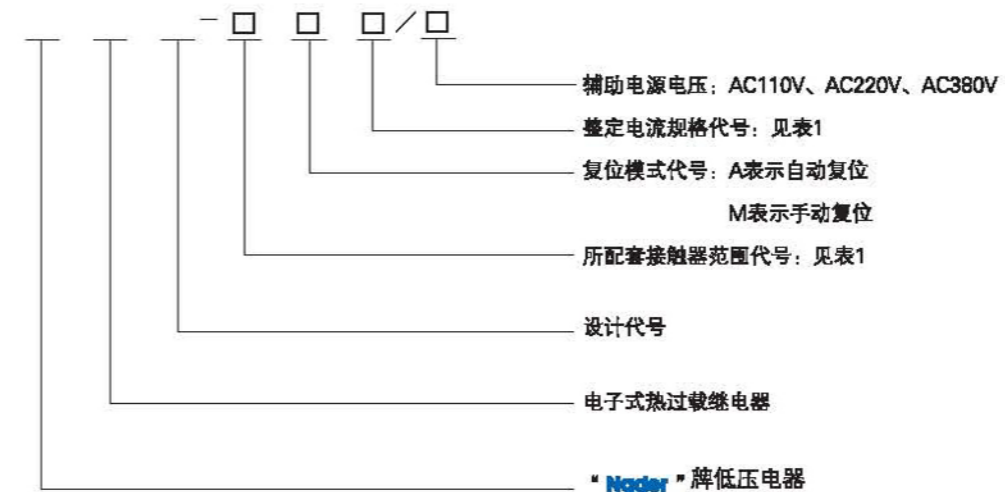 －□ □ □／□
辅助电源电压：AC110V、AC220V、AC380V
整定电流规格代号：见表1
复位模式代号：A表示自动复位
M表示手动复位
所配套接触器范围代号：见表1
设计代号
电子式热过载继电器
“Nader”牌低压电器